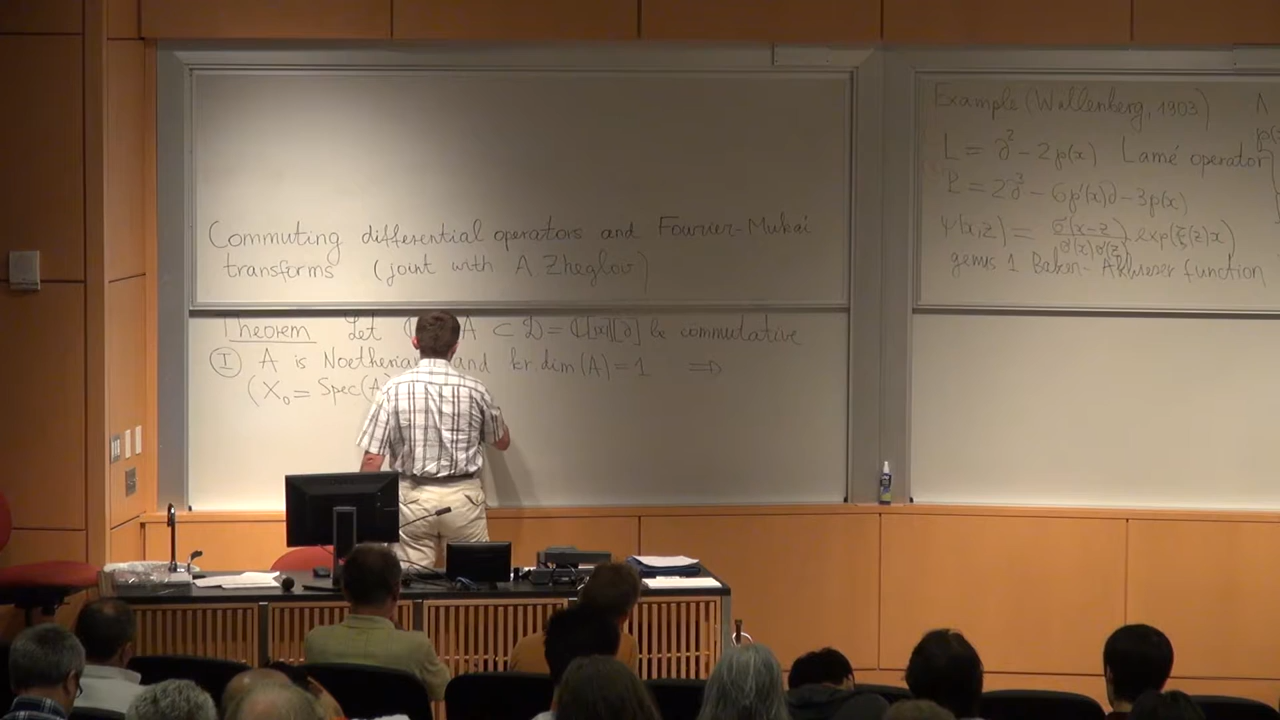 Commuting differential operators and Fourier-Mukai
transforms (joint with A Zheglov)
Theorem Let A ⊂ D = ℂ[[x]][∂] be commutative
(I) A is Noetherian and kr.dim(A) = 1 ⟹
(X₀ = Spec(A)
Example (Wallenberg, 1903)
L = ∂² - 2℘(x) Lamé operator
P = 2∂³ - 6℘(x)∂ - 3℘'(x)
ψ(x,z) = σ(x-z) / σ(x)σ(z) exp(ζ(z)x)
genus 1 Baker-Akhiezer function